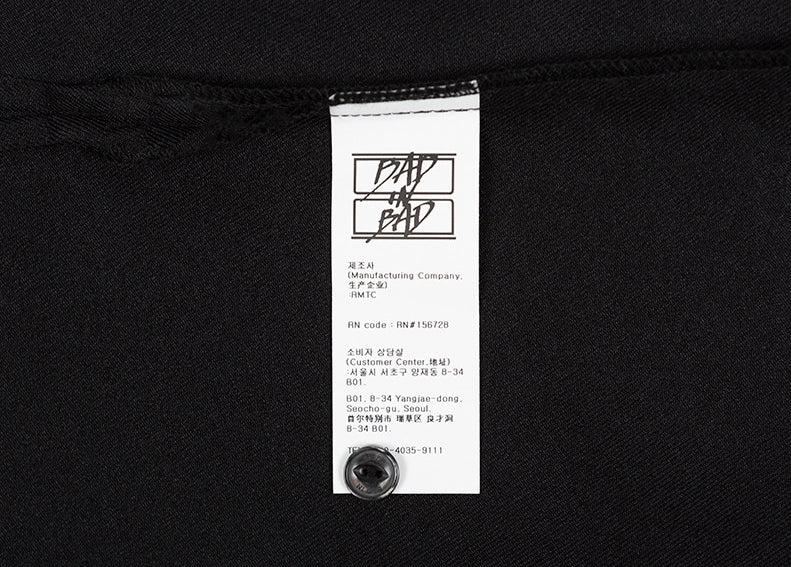 BAD
IN
BAD
제조사
(Manufacturing Company,
生产企业)
:RMTC
RN code : RN#156728
소비자 상담실
(Customer Center,地址)
:서울시 서초구 양재동 8-34
B01.
B01, 8-34 Yangjae-dong,
Seocho-gu, Seoul.
首尔特別市 瑞草区 良才洞
8-34 B01.
-4035-9111